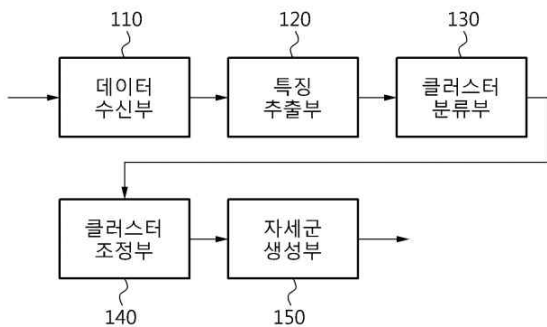 110
120
130
데이터
수신부
특징
추출부
클러스터
분류부
클러스터
조정부
자세군
생성부
140
150